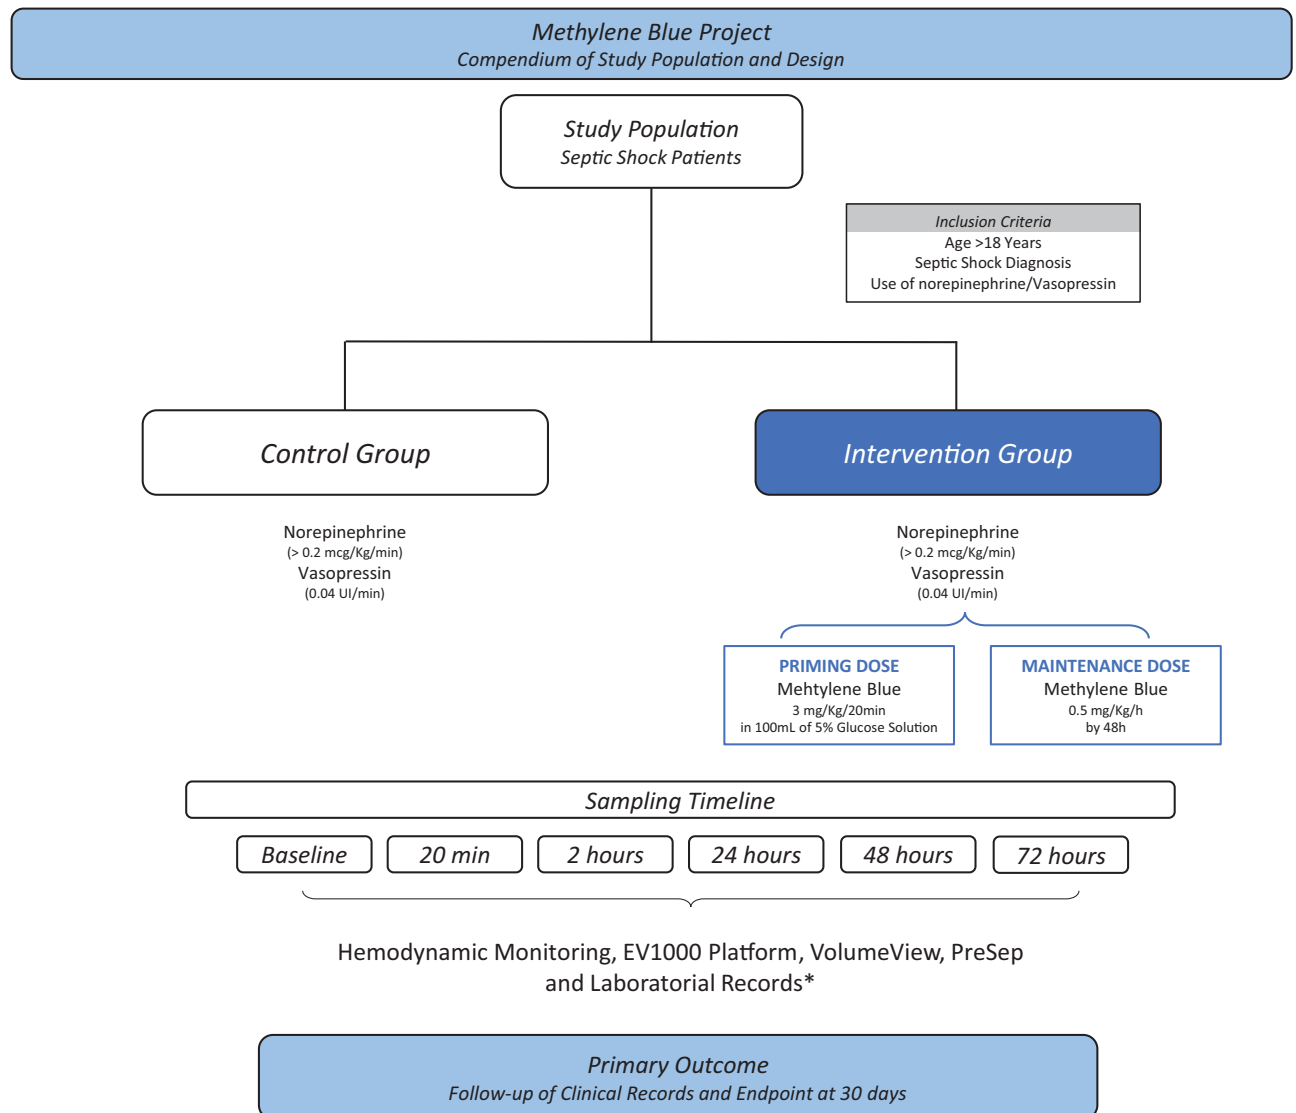 Methylene Blue Project
Compendium of Study Population and Design
Study Population
Septic Shock Patients
Inclusion Criteria
Age >18 Years
Septic Shock Diagnosis
Use of norepinephrine/Vasopressin
Control Group
Intervention Group
Norepinephrine
(> 0.2 mcg/Kg/min)
Vasopressin
(0.04 UI/min)
Norepinephrine
(> 0.2 mcg/Kg/min)
Vasopressin
(0.04 UI/min)
PRIMING DOSE
Mehtylene Blue
3 mg/Kg/20min
in 100mL of 5% Glucose Solution
MAINTENANCE DOSE
Methylene Blue
0.5 mg/Kg/h
by 48h
Sampling Timeline
Baseline
20 min
2 hours
24 hours
48 hours
72 hours
Hemodynamic Monitoring, EV1000 Platform, VolumeView, PreSep
and Laboratorial Records*
Primary Outcome
Follow-up of Clinical Records and Endpoint at 30 days